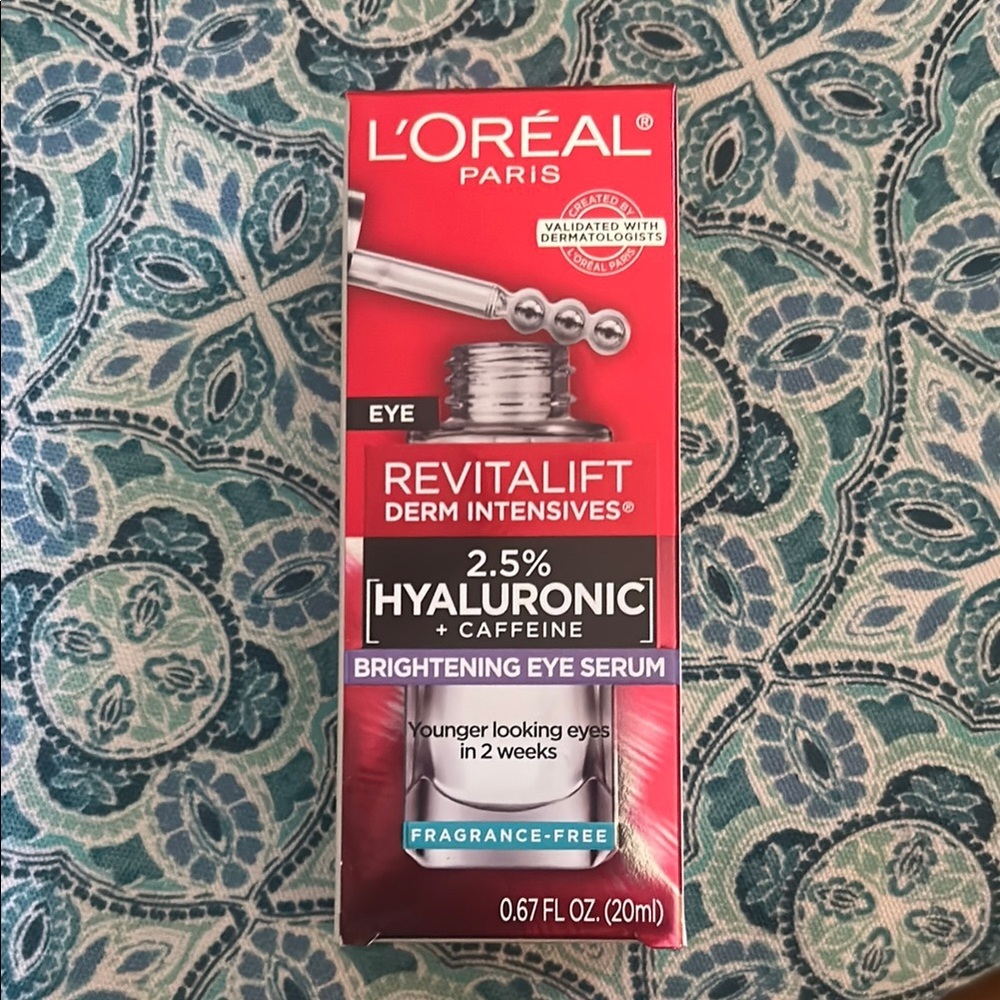 L'ORÉAL®
PARIS
CREATED BY
VALIDATED WITH
DERMATOLOGISTS
L'ORÉAL PARIS
EYE
REVITALIFT
DERM INTENSIVES®
2.5%
[HYALURONIC]
+ CAFFEINE
BRIGHTENING EYE SERUM
Younger looking eyes
in 2 weeks
FRAGRANCE-FREE
0.67 FL OZ. (20ml)